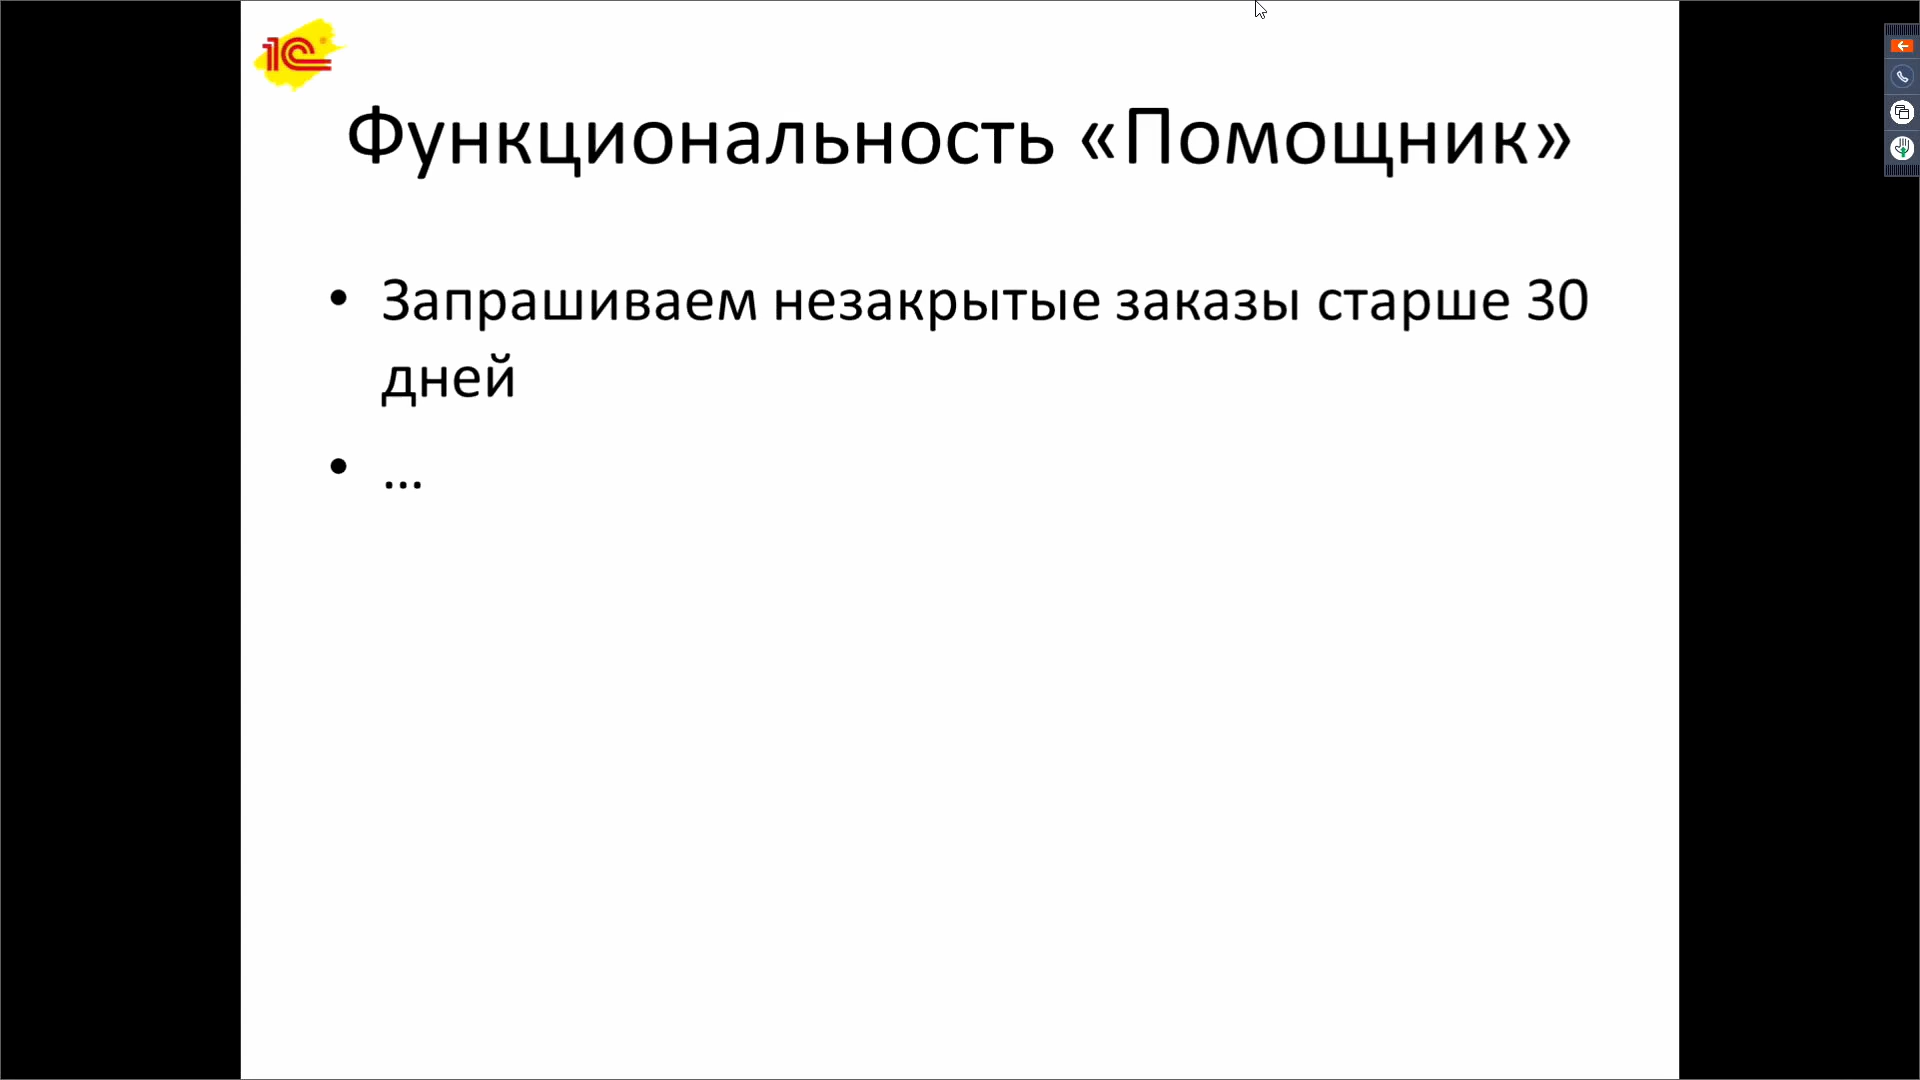 1С
Функциональность «Помощник»
• Запрашиваем незакрытые заказы старше 30
дней
• ...